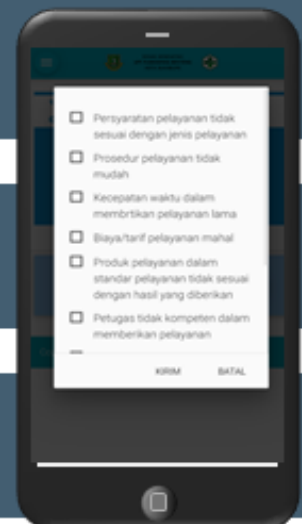 Persyaratan pelayanan tidak
sesuai dengan jenis pelayanan
Prosedur pelayanan tidak
mudah
Kecepatan waktu dalam
membrtikan pelayanan lama
Biaya/tarif pelayanan mahal
Produk pelayanan dalam
standar pelayanan tidak sesuai
dengan hasil yang diberikan
Petugas tidak kompeten dalam
memberikan pelayanan
KIRIM BATAL